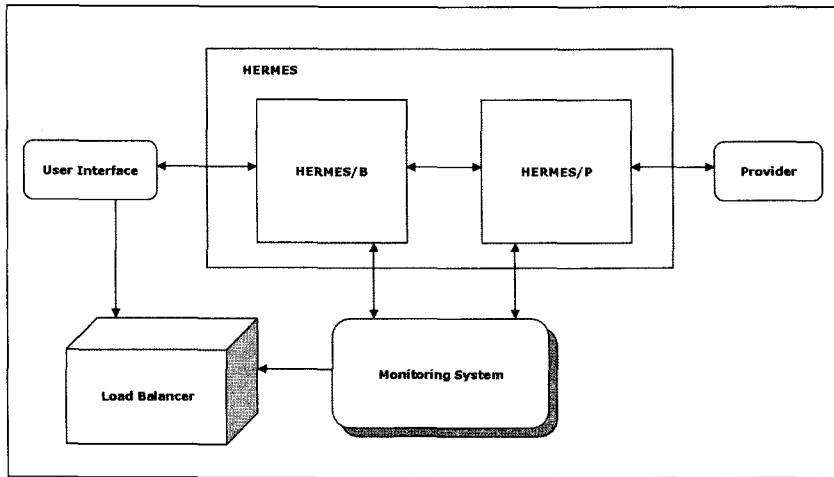 HERMES
User Interface
HERMES/B
HERMES/P
Provider
Load Balancer
Monitoring System